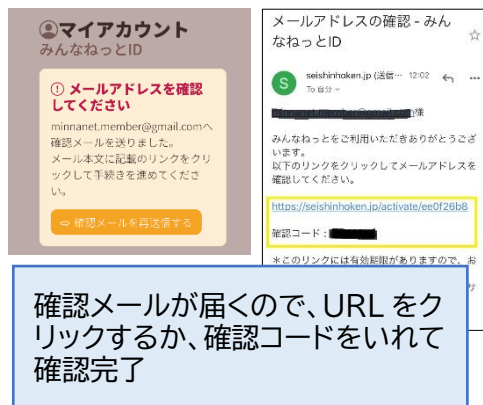 マイアカウント
みんなねっとID
メールアドレスを確認
してください
minnanet.member@gmail.comへ
確認メールを送りました。
メール本文に記載のリンクをクリ
ックして手続きを進めてくださ
い。
⇨ 確認メールを再送信する
メールアドレスの確認 - みん
なねっとID
S
seishinhoken.jp (送信… 12:02
To 自分
様
みんなねっとをご利用いただきありがとうござ
います。
以下のリンクをクリックしてメールアドレスを
確認してください。
https://seishinhoken.jp/activate/ee0f26b8
確認コード：
＊このリンクには有効期限がありますので、お
サ
確認メールが届くので、URL をク
リックするか、確認コードをいれて
確認完了